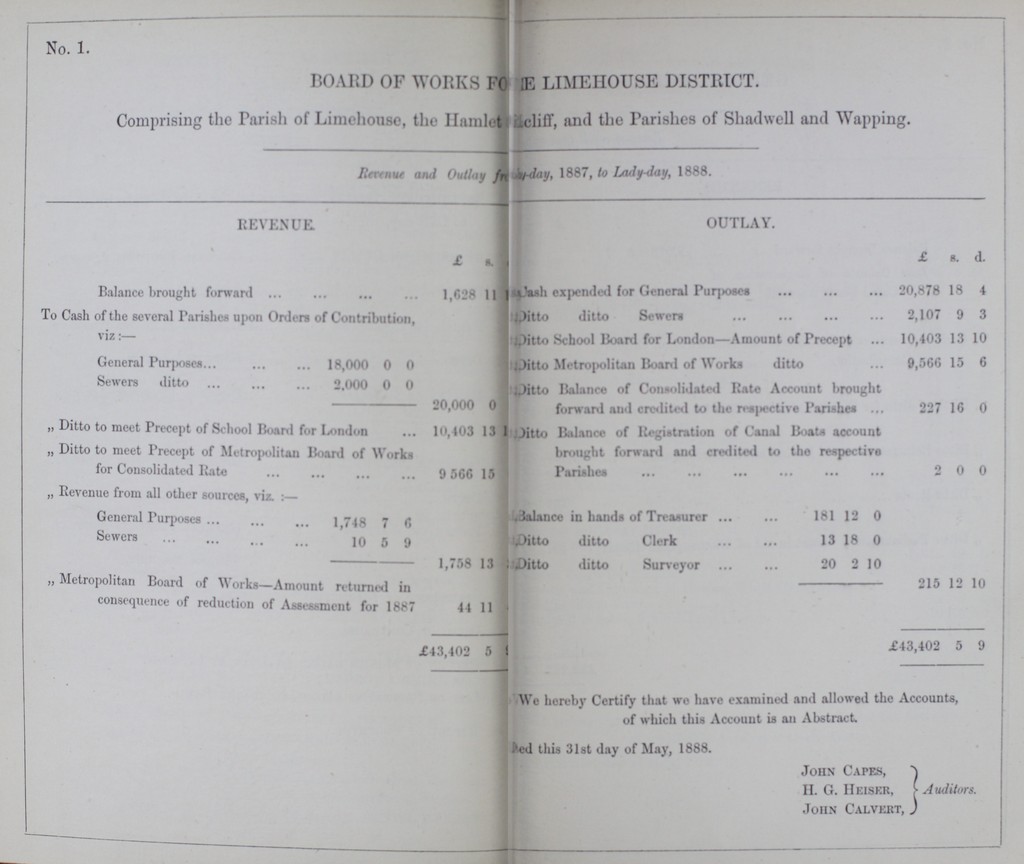 No. 1.
BOARD OF WORKS FO E LIMEHOUSE DISTRICT.
Comprising the Parish of Limehouse, the Hamlet cliff, and the Parishes of Shadwell and Wapping.
Revenue and Outlay fr y-day, 1887, to Lady-day, 1888.
REVENUE.
£ s.
Balance brought forward ... ... ... ... 1,628 11
To Cash of the several Parishes upon Orders of Contribution,
viz:—
General Purposes... ... ... 18,000 0 0
Sewers ditto ... ... ... 2,000 0 0
20,000 0
„ Ditto to meet Precept of School Board for London ... 10,403 13
„ Ditto to meet Precept of Metropolitan Board of Works
for Consolidated Rate ... ... ... ... 9 566 15
„ Revenue from all other sources, viz. :—
General Purposes ... ... ... 1,748 7 6
Sewers ... ... ... ... 10 5 9
1,758 13
„ Metropolitan Board of Works—Amount returned in
consequence of reduction of Assessment for 1887 44 11
£43,402 5
OUTLAY.
£ s. d.
Cash expended for General Purposes ... ... ... 20,878 18 4
Ditto ditto Sewers ... ... ... ... 2,107 9 3
Ditto School Board for London—Amount of Precept ... 10,403 13 10
Ditto Metropolitan Board of Works ditto ... 9,566 15 6
Ditto Balance of Consolidated Rate Account brought
forward and credited to the respective Parishes ... 227 16 0
Ditto Balance of Registration of Canal Boats account
brought forward and credited to the respective
Parishes ... ... ... ... ... ... 2 0 0
Balance in hands of Treasurer ... ... 181 12 0
Ditto ditto Clerk ... ... 13 18 0
Ditto ditto Surveyor ... ... 20 2 10
215 12 10
£43,402 5 9
We hereby Certify that we have examined and allowed the Accounts,
of which this Account is an Abstract.
ed this 31st day of May, 1888.
JOHN CAPES,
H. G. HEISER, } Auditors.
JOHN CALVERT,